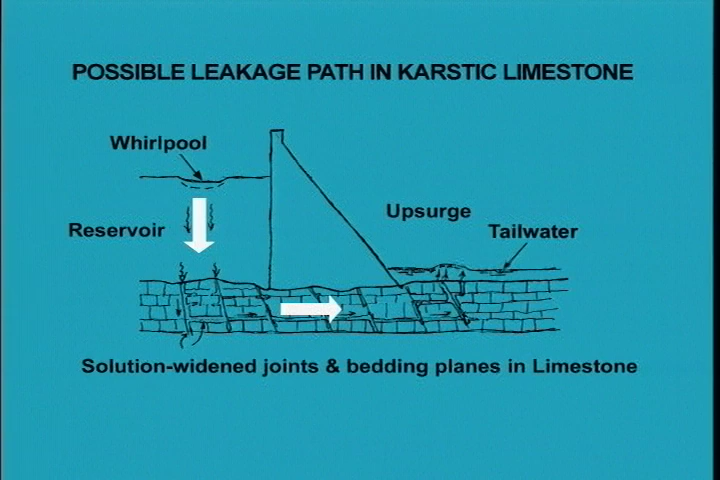 POSSIBLE LEAKAGE PATH IN KARSTIC LIMESTONE
Whirlpool
Reservoir
Upsurge
Tailwater
Solution-widened joints & bedding planes in Limestone